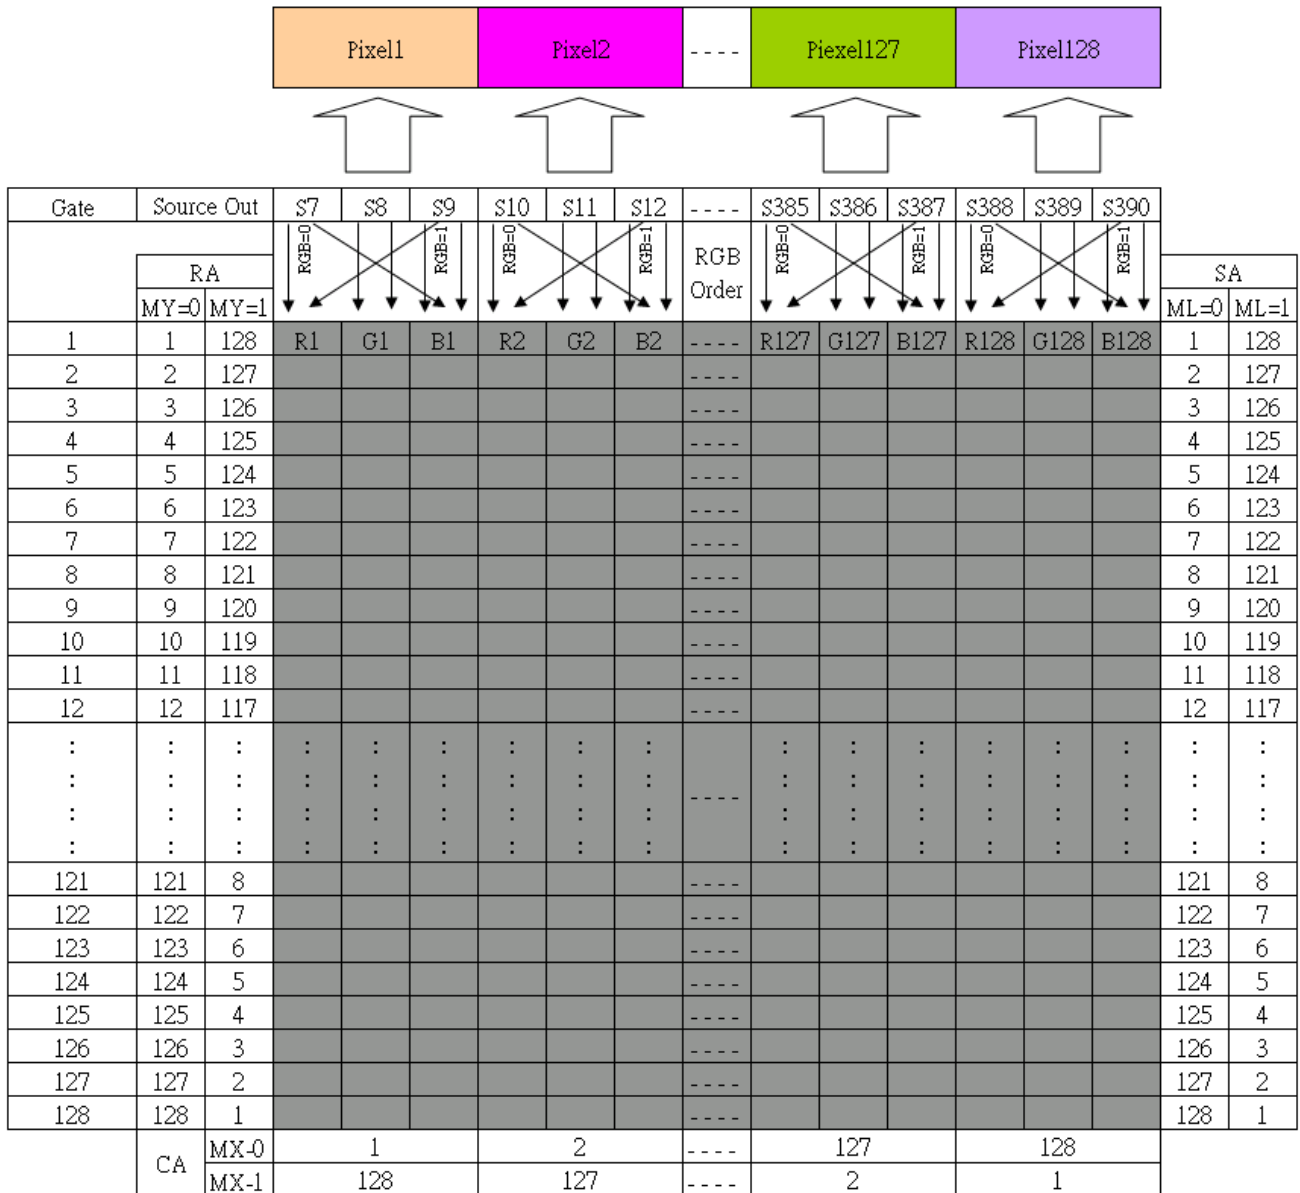 Pixel1 Pixel2 ---- Piexel127 Pixel128
Gate Source Out S7 S8 S9 S10 S11 S12 ---- S385 S386 S387 S388 S389 S390
RGB=0 RGB=1 RGB=0 RGB=1 RGB Order RGB=0 RGB=1 RGB=0 RGB=1
RA SA
MY=0 MY=1 ML=0 ML=1
1 1 128 R1 G1 B1 R2 G2 B2 ---- R127 G127 B127 R128 G128 B128 1 128
2 2 127 ---- 2 127
3 3 126 ---- 3 126
4 4 125 ---- 4 125
5 5 124 ---- 5 124
6 6 123 ---- 6 123
7 7 122 ---- 7 122
8 8 121 ---- 8 121
9 9 120 ---- 9 120
10 10 119 ---- 10 119
11 11 118 ---- 11 118
12 12 117 ---- 12 117
: : : : : : : : : : : : : : : : :
: : : : : : : : : : : : : : : : :
: : : : : : : : : ---- : : : : : : : :
: : : : : : : : : : : : : : : : :
121 121 8 ---- 121 8
122 122 7 ---- 122 7
123 123 6 ---- 123 6
124 124 5 ---- 124 5
125 125 4 ---- 125 4
126 126 3 ---- 126 3
127 127 2 ---- 127 2
128 128 1 ---- 128 1
CA MX-0 1 2 ---- 127 128
MX-1 128 127 ---- 2 1